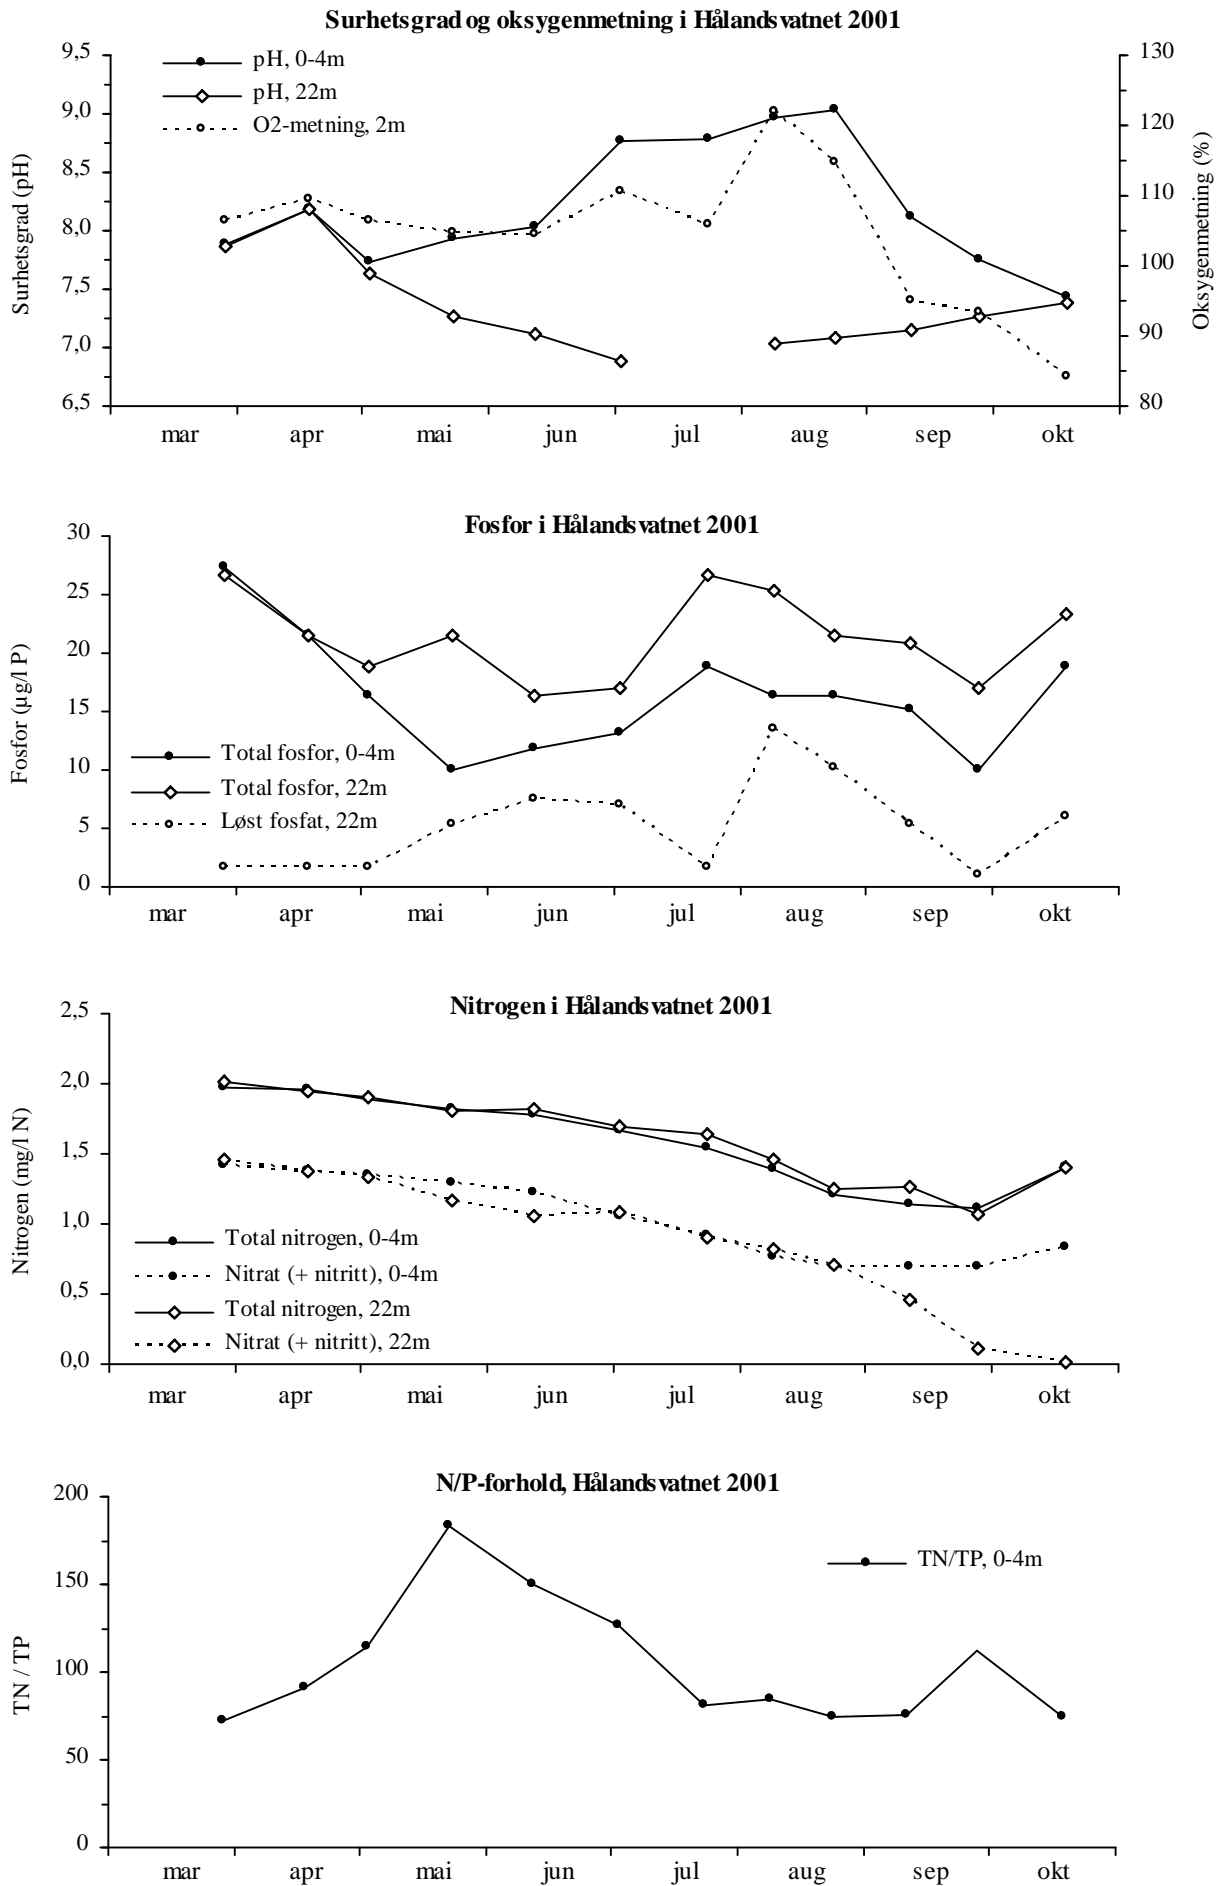 Surhetsgrad og oksygenmetning i Hålandsvatnet 2001
pH, 0-4m
pH, 22m
O2-metning, 2m
Surhetsgrad (pH)
9,5
9,0
8,5
8,0
7,5
7,0
6,5
Oksygenmetning (%)
130
120
110
100
90
80
mar apr mai jun jul aug sep okt
Fosfor i Hålandsvatnet 2001
Fosfor (µg/l P)
30
25
20
15
10
5
0
Total fosfor, 0-4m
Total fosfor, 22m
Løst fosfat, 22m
mar apr mai jun jul aug sep okt
Nitrogen i Hålandsvatnet 2001
Nitrogen (mg/l N)
2,5
2,0
1,5
1,0
0,5
0,0
Total nitrogen, 0-4m
Nitrat (+ nitritt), 0-4m
Total nitrogen, 22m
Nitrat (+ nitritt), 22m
mar apr mai jun jul aug sep okt
N/P-forhold, Hålandsvatnet 2001
TN / TP
200
150
100
50
0
TN/TP, 0-4m
mar apr mai jun jul aug sep okt